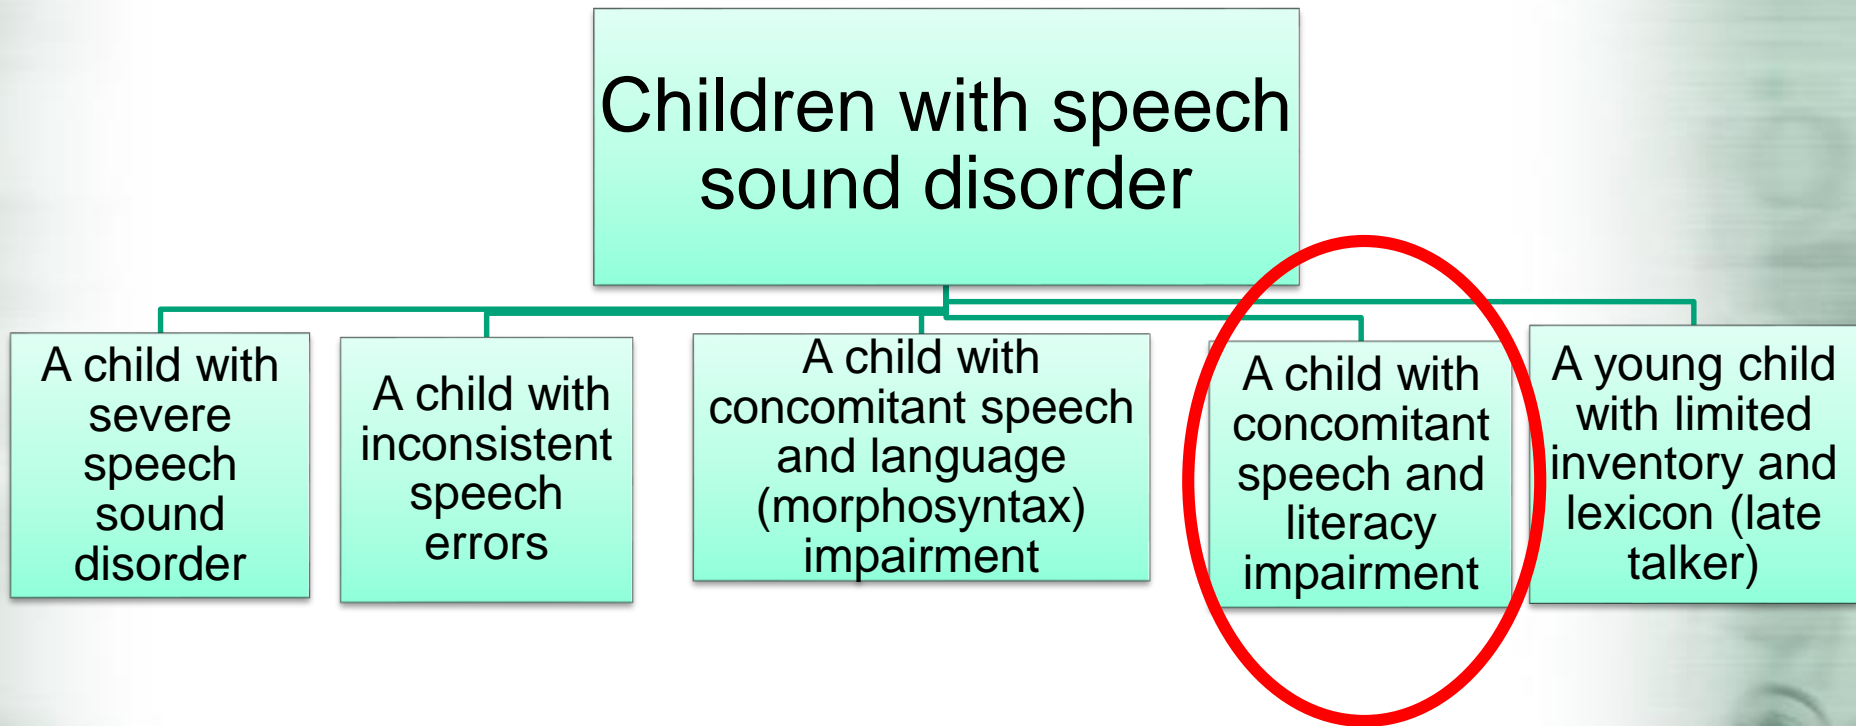 Children with speech
sound disorder
A child with
severe
speech
sound
disorder
A child with
inconsistent
speech
errors
A child with
concomitant speech
and language
(morphosyntax)
impairment
A child with
concomitant
speech and
literacy
impairment
A young child
with limited
inventory and
lexicon (late
talker)